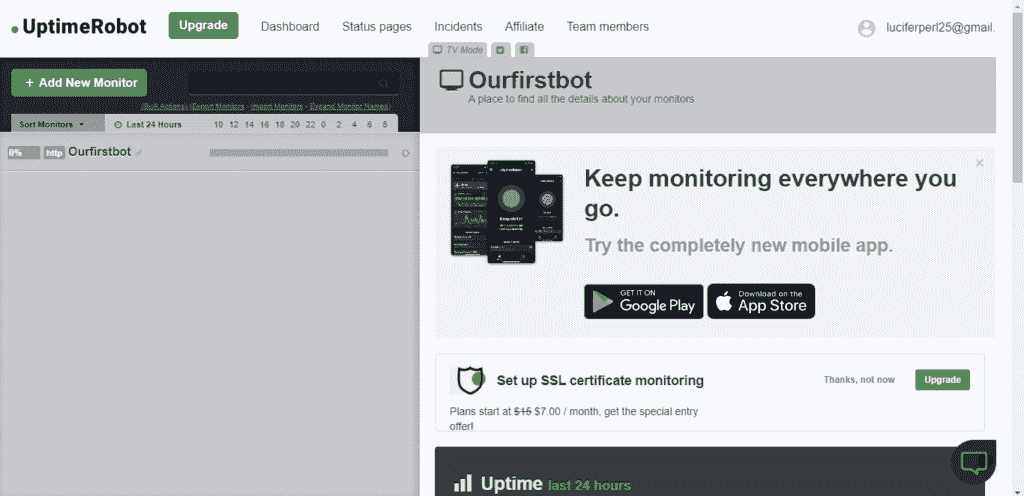 UptimeRobot
Upgrade
Dashboard
Status pages
Incidents
Affiliate
Team members
luciferperl25@gmail.
TV Mode
+ Add New Monitor
(Bulk Actions) (Export Monitors - Import Monitors - Expand Monitor Names)
Sort Monitors
Last 24 Hours
10 12 14 16 18 20 22 0 2 4 6 8
0%
http
Ourfirstbot
Ourfirstbot
A place to find all the details about your monitors
Keep monitoring everywhere you
go.
Try the completely new mobile app.
GET IT ON
Google Play
Download on the
App Store
Set up SSL certificate monitoring
Thanks, not now
Upgrade
Plans start at $15 $7.00 / month, get the special entry
offer!
Uptime last 24 hours